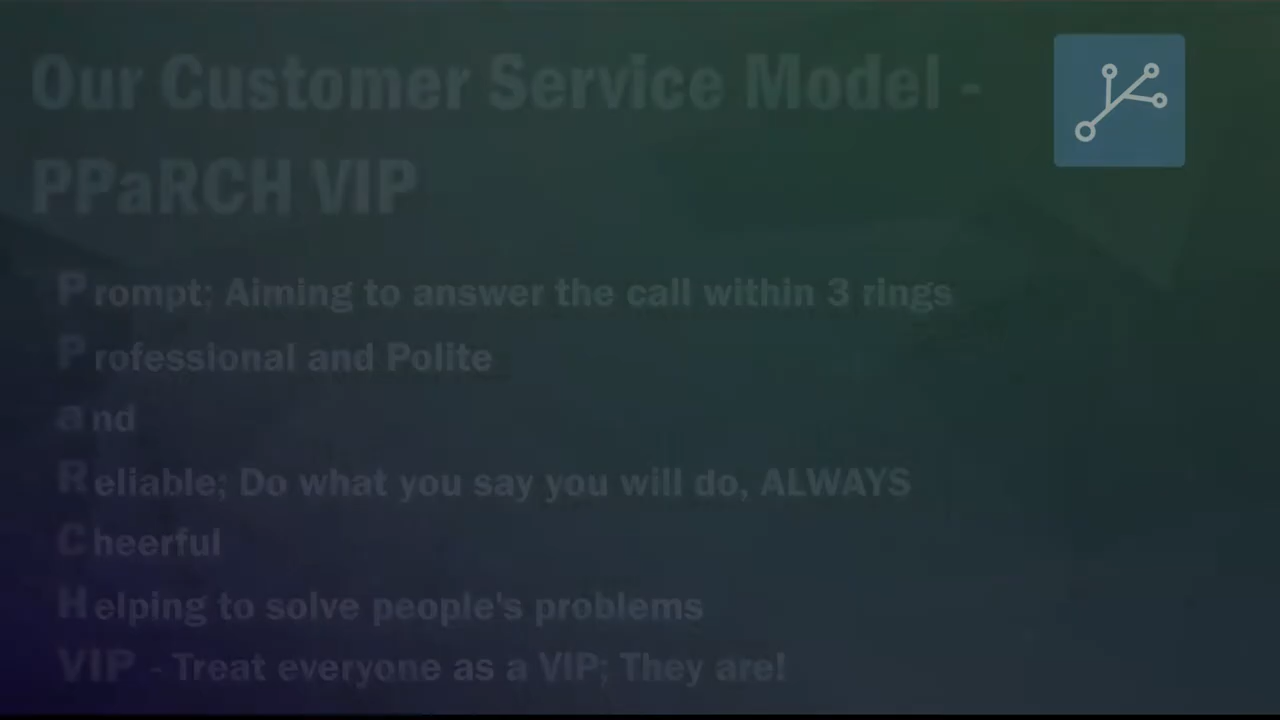 Our Customer Service Model -
PPaRCH VIP
Prompt; Aiming to answer the call within 3 rings
Professional and Polite
and
Reliable; Do what you say you will do, ALWAYS
Cheerful
Helping to solve people's problems
VIP - Treat everyone as a VIP; They are!